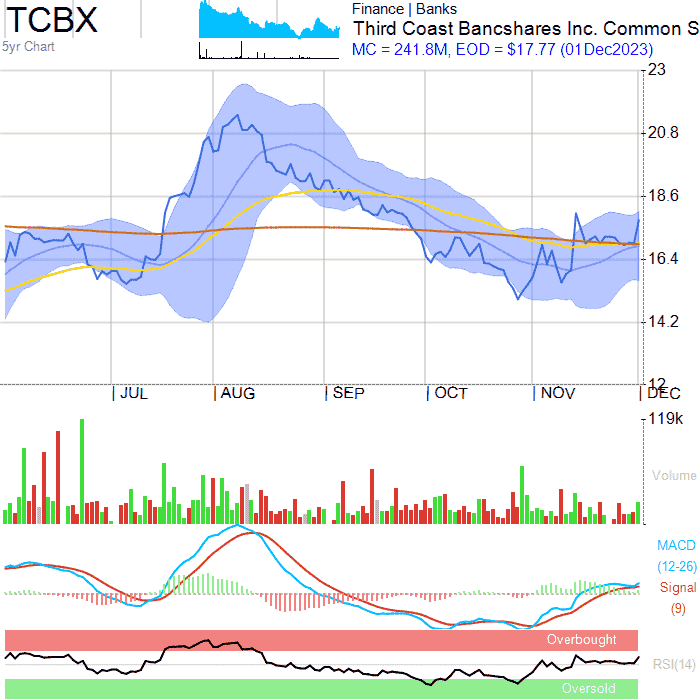 TCBX
5yr Chart
Finance | Banks
Third Coast Bancshares Inc. Common S
MC = 241.8M, EOD = $17.77 (01Dec2023)
23
20.8
18.6
16.4
14.2
12
JUL AUG SEP OCT NOV DEC
119k
Volume
MACD
(12-26)
Signal
(9)
Overbought
RSI(14)
Oversold